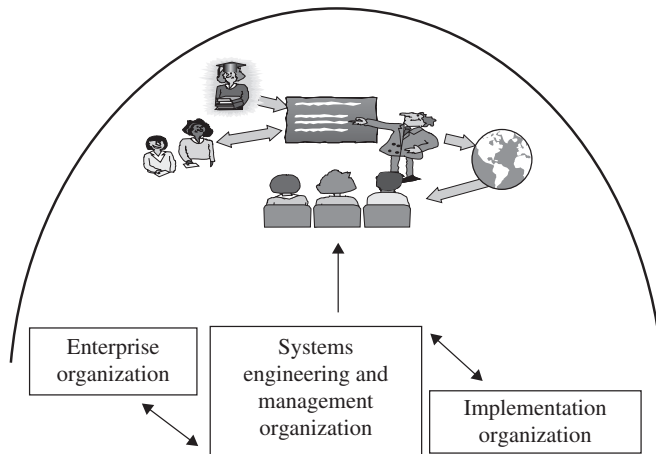 Enterprise
organization
Systems
engineering and
management
organization
Implementation
organization